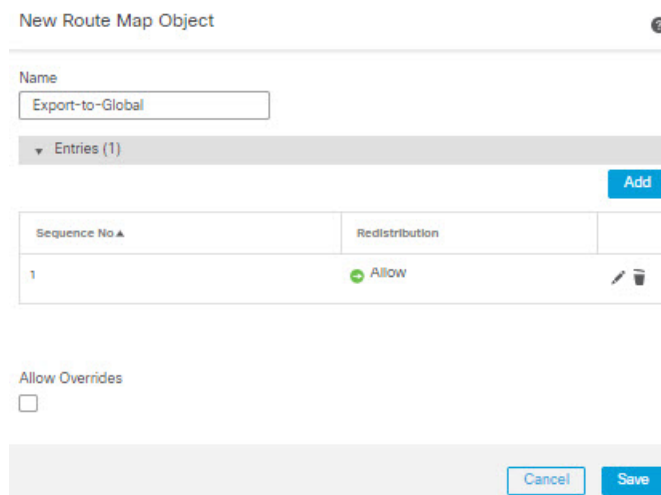 New Route Map Object
?
Name
Export-to-Global
▼ Entries (1)
Add
Sequence No▲ Redistribution
1 Allow
Allow Overrides
Cancel Save